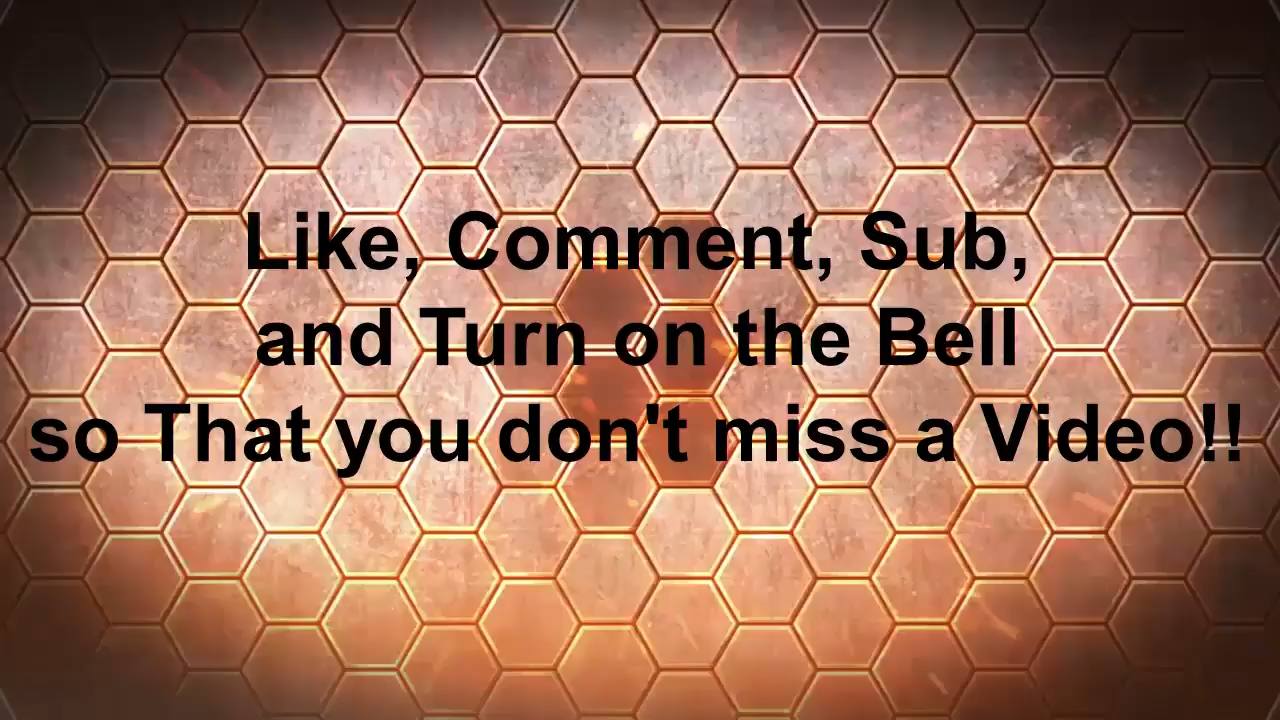 Like, Comment, Sub,
and Turn on the Bell
so That you don't miss a Video!!